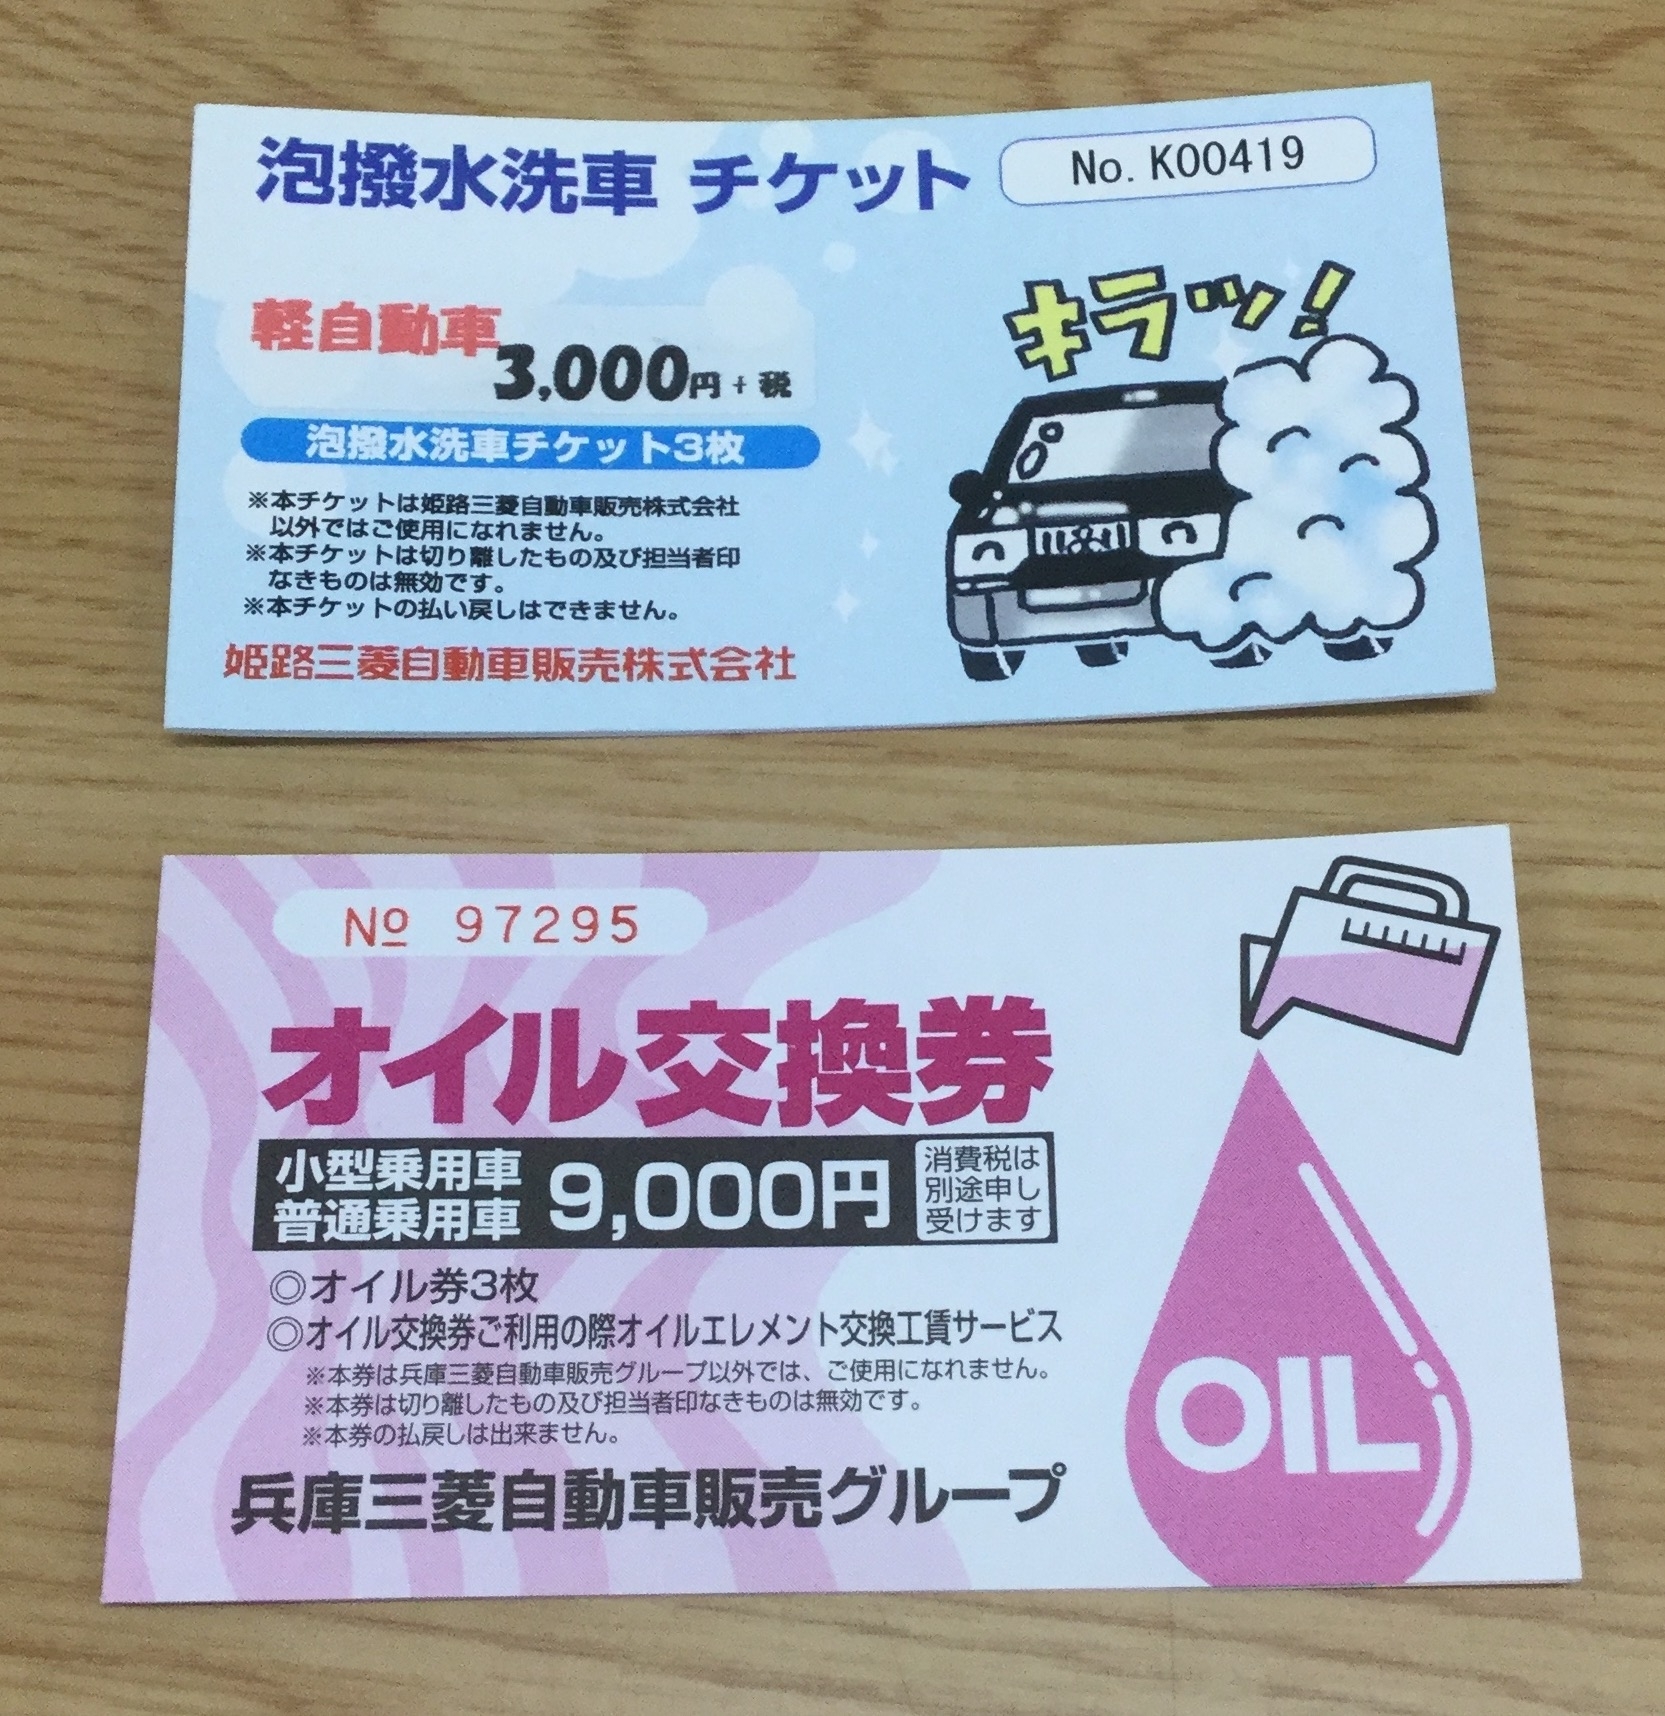 泡撥水洗車 チケット
No. K00419
キラッ!
軽自動車
3,000円+税
泡撥水洗車チケット3枚
※本チケットは姫路三菱自動車販売株式会社
以外ではご使用になれません。
※本チケットは切り離したもの及び担当者印
なきものは無効です。
※本チケットの払い戻しはできません。
姫路三菱自動車販売株式会社
№ 97295
オイル交換券
小型乗用車
普通乗用車
9,000円
消費税は
別途申し
受けます
◎オイル券3枚
◎オイル交換券ご利用の際オイルエレメント交換工賃サービス
※本券は兵庫三菱自動車販売グループ以外では、ご使用になれません。
※本券は切り離したもの及び担当者印なきものは無効です。
※本券の払戻しは出来ません。
兵庫三菱自動車販売グループ
OIL